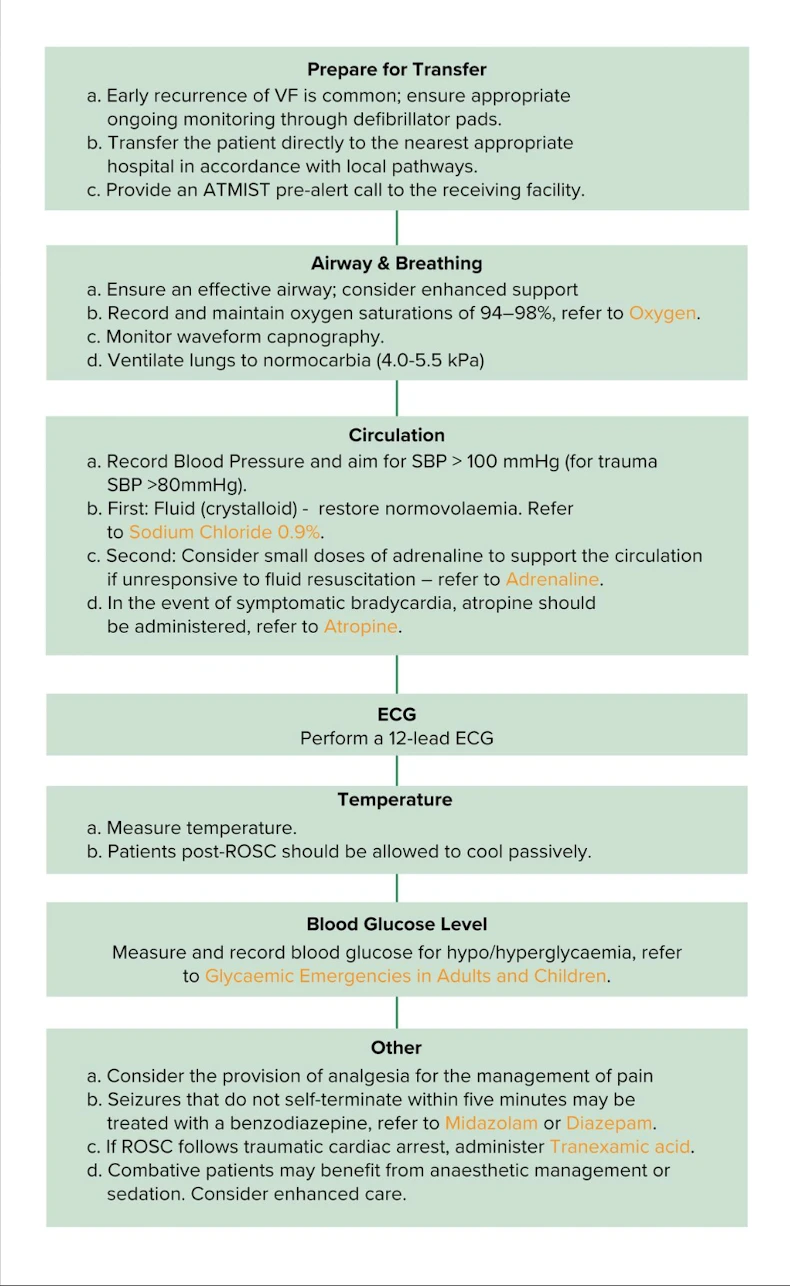 Prepare for Transfer
a. Early recurrence of VF is common; ensure appropriate
ongoing monitoring through defibrillator pads.
b. Transfer the patient directly to the nearest appropriate
hospital in accordance with local pathways.
c. Provide an ATMIST pre-alert call to the receiving facility.
Airway & Breathing
a. Ensure an effective airway; consider enhanced support
b. Record and maintain oxygen saturations of 94–98%, refer to Oxygen.
c. Monitor waveform capnography.
d. Ventilate lungs to normocarbia (4.0-5.5 kPa)
Circulation
a. Record Blood Pressure and aim for SBP > 100 mmHg (for trauma
SBP >80mmHg).
b. First: Fluid (crystalloid) - restore normovolaemia. Refer
to Sodium Chloride 0.9%.
c. Second: Consider small doses of adrenaline to support the circulation
if unresponsive to fluid resuscitation – refer to Adrenaline.
d. In the event of symptomatic bradycardia, atropine should
be administered, refer to Atropine.
ECG
Perform a 12-lead ECG
Temperature
a. Measure temperature.
b. Patients post-ROSC should be allowed to cool passively.
Blood Glucose Level
Measure and record blood glucose for hypo/hyperglycaemia, refer
to Glycaemic Emergencies in Adults and Children.
Other
a. Consider the provision of analgesia for the management of pain
b. Seizures that do not self-terminate within five minutes may be
treated with a benzodiazepine, refer to Midazolam or Diazepam.
c. If ROSC follows traumatic cardiac arrest, administer Tranexamic acid.
d. Combative patients may benefit from anaesthetic management or
sedation. Consider enhanced care.